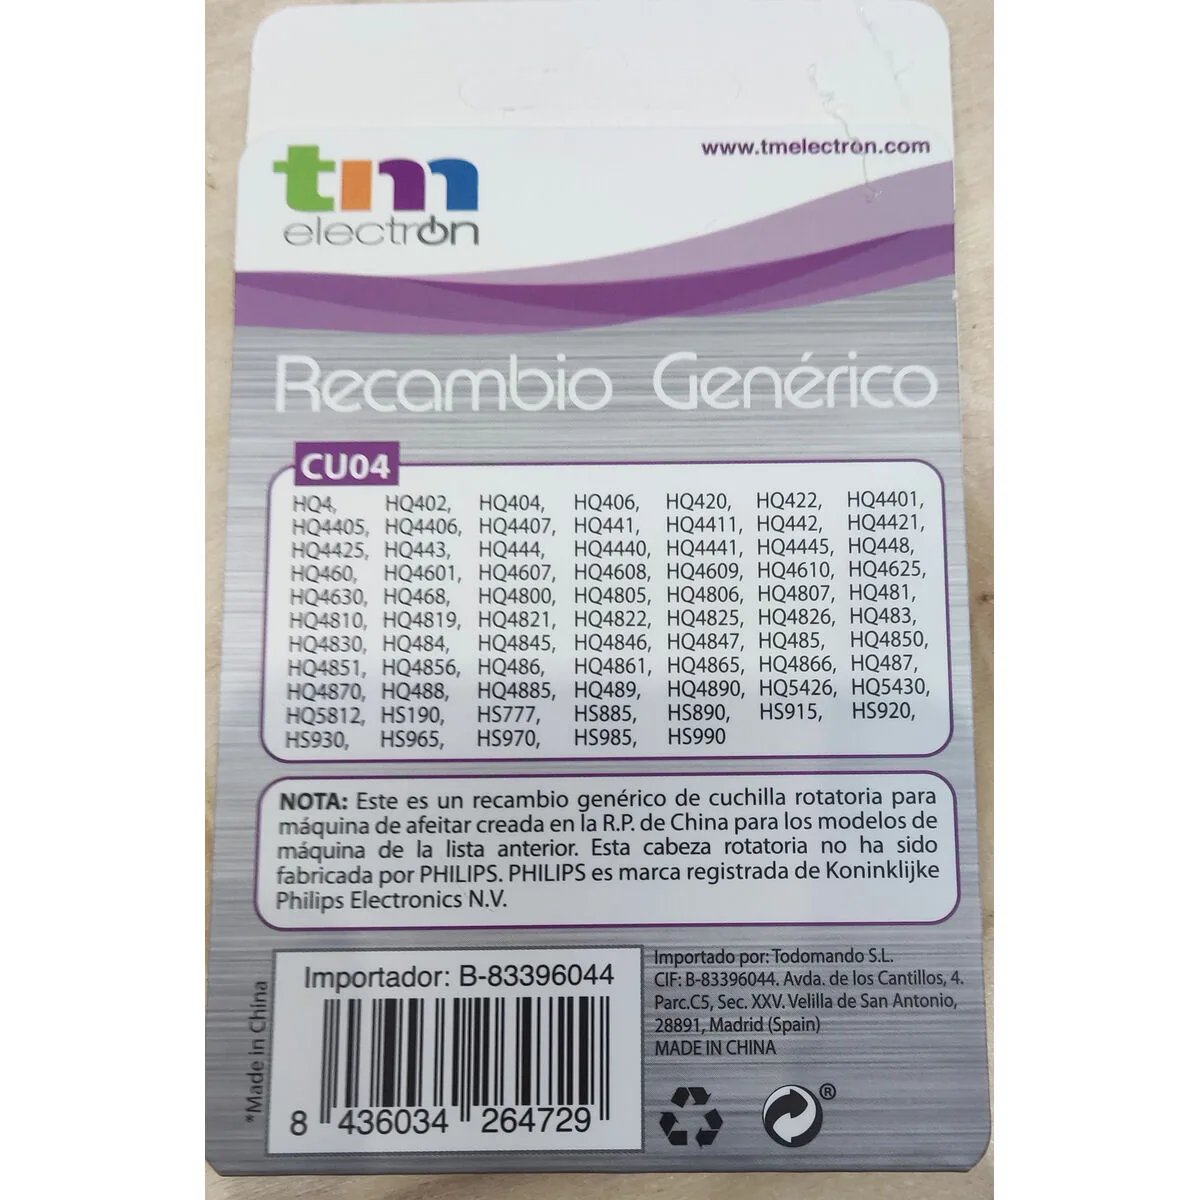 tm
electrón
www.tmelectron.com
Recambio Genérico
CU04
HQ4, HQ402, HQ404, HQ406, HQ420, HQ422, HQ4401,
HQ4405, HQ4406, HQ4407, HQ441, HQ4411, HQ442, HQ4421,
HQ4425, HQ443, HQ444, HQ4440, HQ4441, HQ4445, HQ448,
HQ460, HQ4601, HQ4607, HQ4608, HQ4609, HQ4610, HQ4625,
HQ4630, HQ468, HQ4800, HQ4805, HQ4806, HQ4807, HQ481,
HQ4810, HQ4819, HQ4821, HQ4822, HQ4825, HQ4826, HQ483,
HQ4830, HQ484, HQ4845, HQ4846, HQ4847, HQ485, HQ4850,
HQ4851, HQ4856, HQ486, HQ4861, HQ4865, HQ4866, HQ487,
HQ4870, HQ488, HQ4885, HQ489, HQ4890, HQ5426, HQ5430,
HQ5812, HS190, HS777, HS885, HS890, HS915, HS920,
HS930, HS965, HS970, HS985, HS990
NOTA: Este es un recambio genérico de cuchilla rotatoria para
máquina de afeitar creada en la R.P. de China para los modelos de
máquina de la lista anterior. Esta cabeza rotatoria no ha sido
fabricada por PHILIPS. PHILIPS es marca registrada de Koninklijke
Philips Electronics N.V.
*Made in China
Importador: B-83396044
8 436034 264729
Importado por: Todomando S.L.
CIF: B-83396044. Avda. de los Cantillos, 4.
Parc.C5, Sec. XXV. Velilla de San Antonio,
28891, Madrid (Spain)
MADE IN CHINA
®